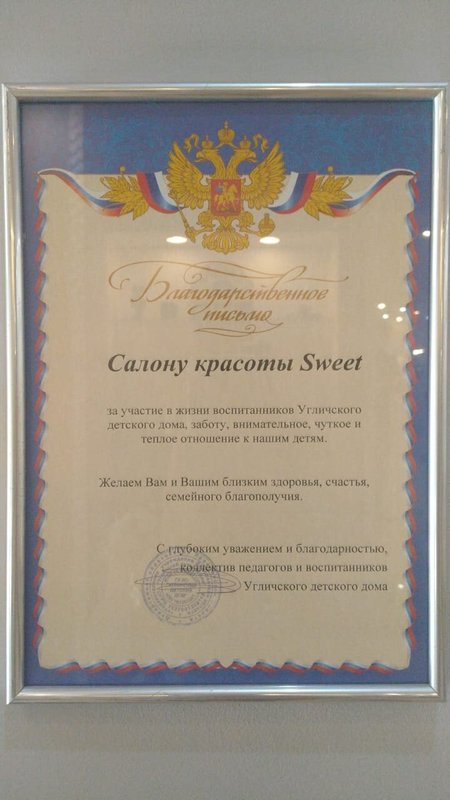 Благодарственное
письмо
Салону красоты Sweet
за участие в жизни воспитанников Угличского
детского дома, заботу, внимательное, чуткое и
теплое отношение к нашим детям.
Желаем Вам и Вашим близким здоровья, счастья,
семейного благополучия.
С глубоким уважением и благодарностью,
коллектив педагогов и воспитанников
Угличского детского дома